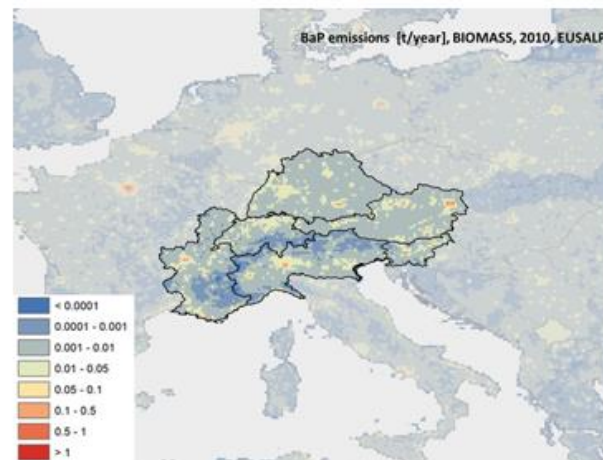 BaP emissions [t/year], BIOMASS, 2010, EUSALP
< 0.0001
0.0001 - 0.001
0.001 - 0.01
0.01 - 0.05
0.05 - 0.1
0.1 - 0.5
0.5 - 1
> 1